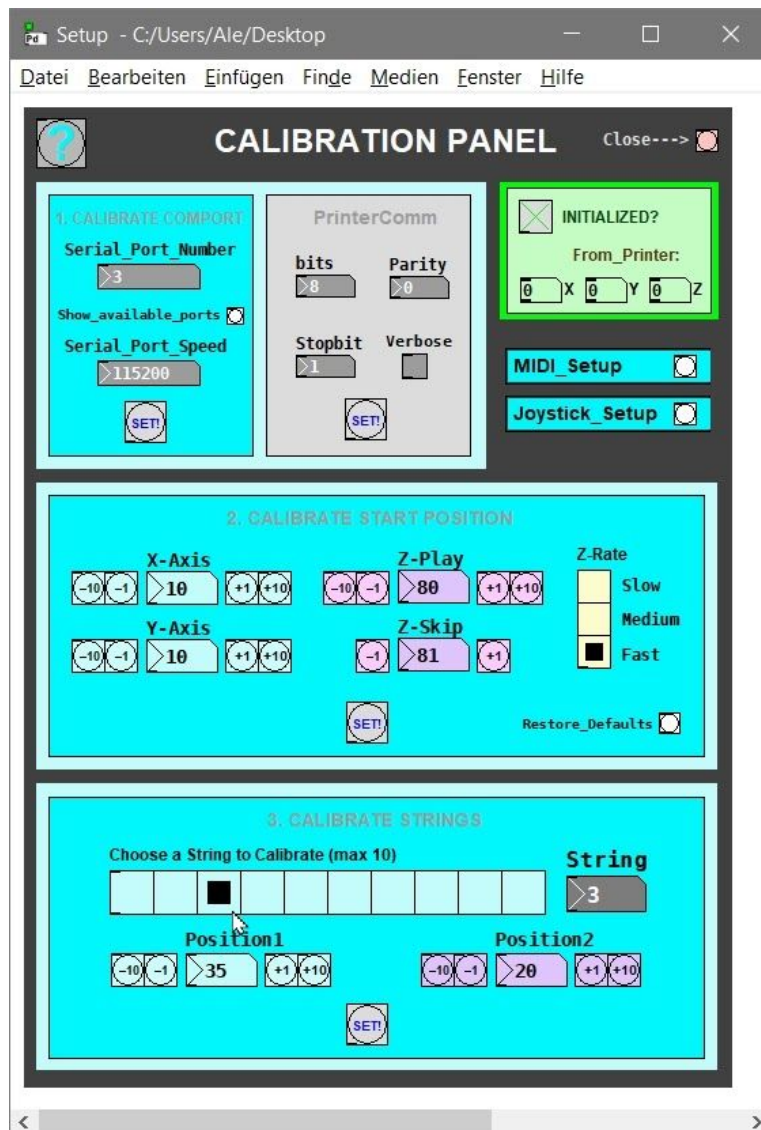 Pd Setup - C:/Users/Ale/Desktop
Datei Bearbeiten Einfügen Finde Medien Fenster Hilfe
? CALIBRATION PANEL Close--->
1. CALIBRATE COMPORT
Serial_Port_Number
3
Show_available_ports
Serial_Port_Speed
115200
SET!
PrinterComm
bits Parity
8 0
Stopbit Verbose
1
SET!
INITIALIZED?
From_Printer:
0 X 0 Y 0 Z
MIDI_Setup
Joystick_Setup
2. CALIBRATE START POSITION
X-Axis
-10 -1 10 +1 +10
Y-Axis
-10 -1 10 +1 +10
Z-Play
-10 -1 80 +1 +10
Z-Skip
-1 81 +1
Z-Rate
Slow
Medium
Fast
SET!
Restore_Defaults
3. CALIBRATE STRINGS
Choose a String to Calibrate (max 10)
String
3
Position1
-10 -1 35 +1 +10
Position2
-10 -1 20 +1 +10
SET!